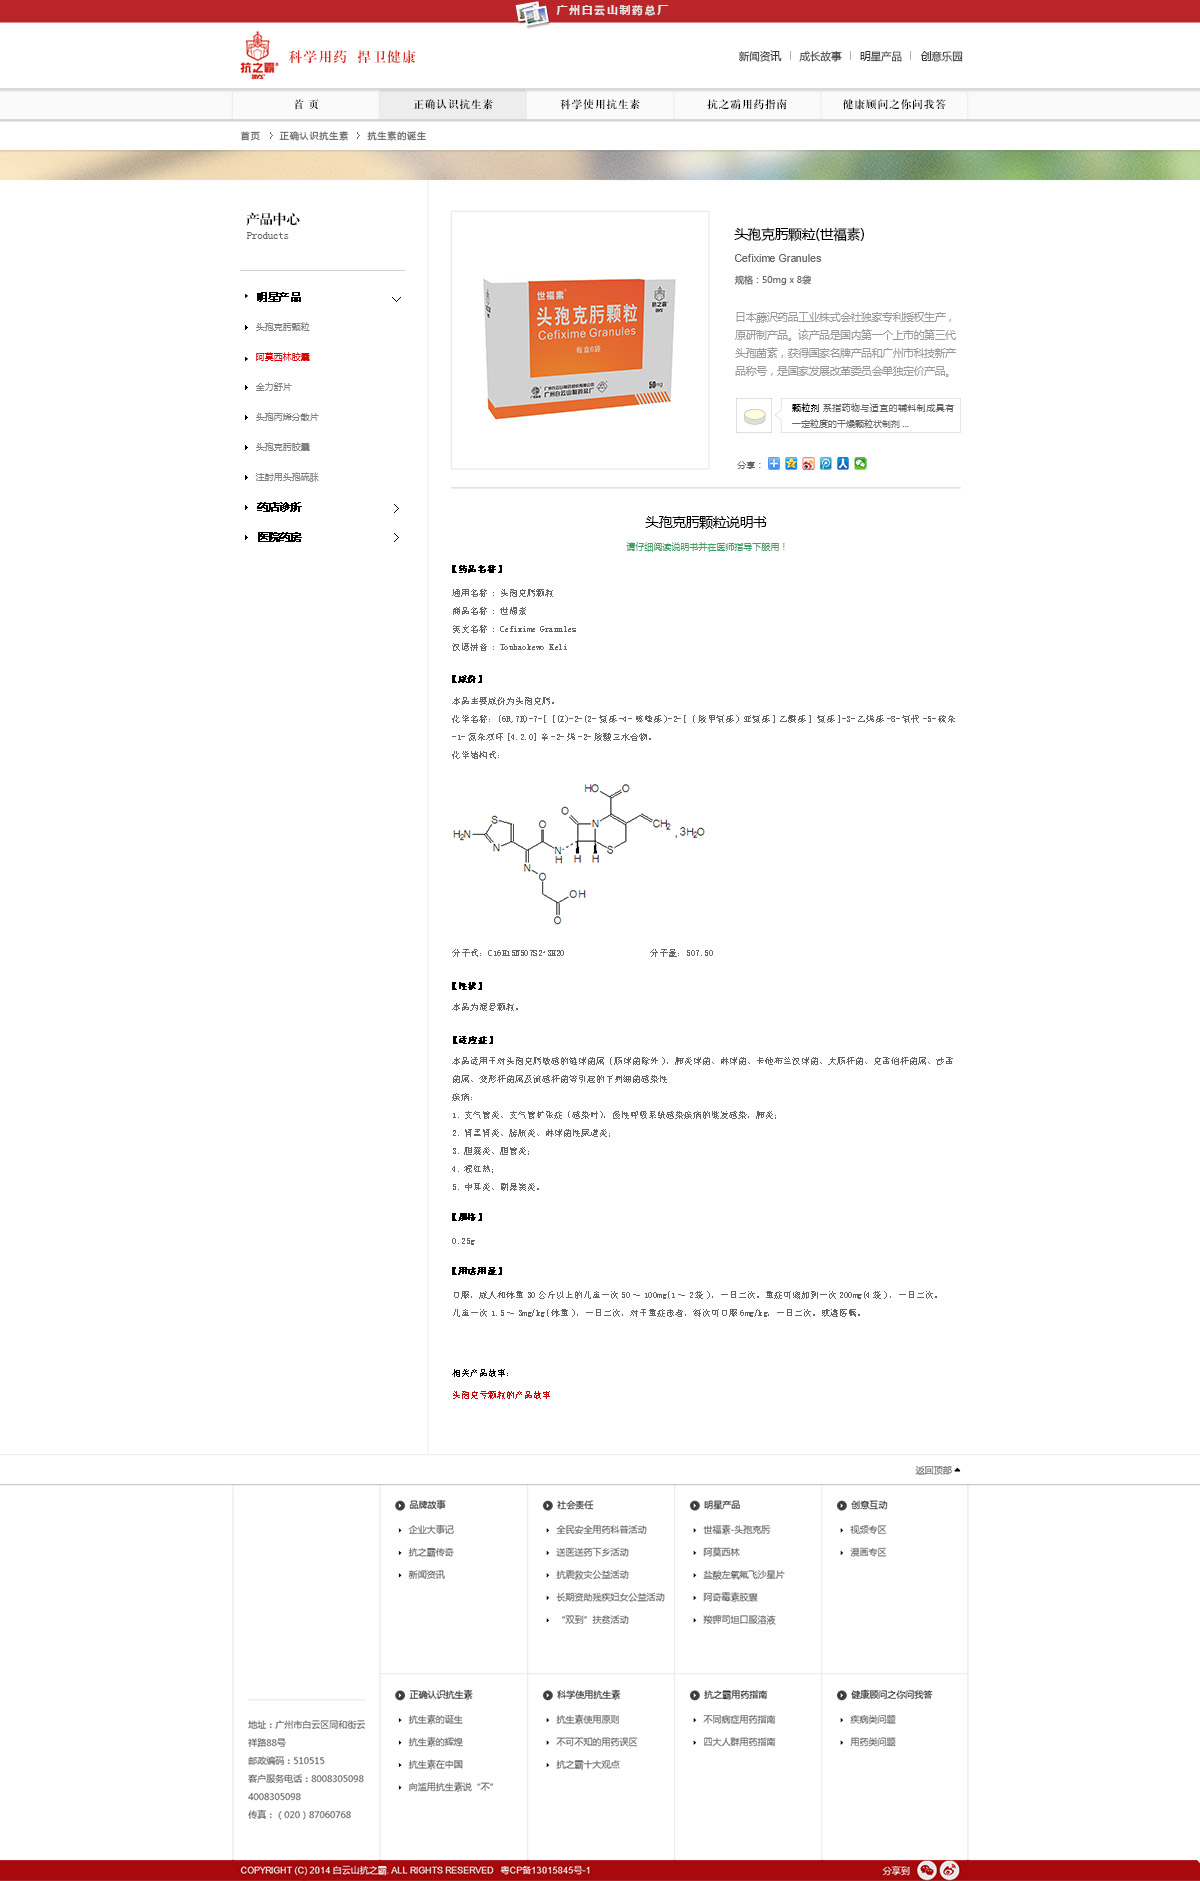 广州白云山制药总厂
抗之霸
科学用药 捍卫健康
新闻资讯 成长故事 明星产品 创意乐园
首 页 正确认识抗生素 科学使用抗生素 抗之霸用药指南 健康顾问之你问我答
首页 > 正确认识抗生素 > 抗生素的诞生
产品中心
Products
明星产品
头孢克肟颗粒
阿莫西林胶囊
全力舒片
头孢丙烯分散片
头孢克肟胶囊
注射用头孢硫脒
药店诊所
医院药房
世福素
头孢克肟颗粒
Cefixime Granules
每盒6袋
广州白云山制药总厂
50mg
抗之霸
头孢克肟颗粒(世福素)
Cefixime Granules
规格：50mg x 8袋
日本藤沢药品工业株式会社独家专利授权生产，
原研制产品。该产品是国内第一个上市的第三代
头孢菌素，获得国家名牌产品和广州市科技新产
品称号，是国家发展改革委员会单独定价产品。
颗粒剂 系指药物与适宜的辅料制成具有
一定粒度的干燥颗粒状制剂 ...
分享：
头孢克肟颗粒说明书
请仔细阅读说明书并在医师指导下服用！
【药品名称】
通用名称：头孢克肟颗粒
商品名称：世福素
英文名称：Cefixime Granules
汉语拼音：Toubaokewo Keli
【成份】
本品主要成份为头孢克肟。
化学名称：(6R,7R)-7-[ [(Z)-2-(2-氨基-4-噻唑基)-2-[（羧甲氧基）亚氨基] 乙酰基] 氨基]-3-乙烯基-8-氧代-5-硫杂
-1-氮杂双环[4.2.0] 辛-2-烯-2-羧酸三水合物。
化学结构式：
HO O
O N CH2 , 3H2O
S O H2N N N H H H S
N O OH O
分子式：C16H15N5O7S2·3H2O 分子量：507.50
【性状】
本品为混悬颗粒。
【适应症】
本品适用于对头孢克肟敏感的链球菌属（肠球菌除外），肺炎球菌、淋球菌、卡他布兰汉球菌、大肠杆菌、克雷伯杆菌属、沙雷
菌属、变形杆菌属及流感杆菌等引起的下列细菌感染性
疾病：
1. 支气管炎、支气管扩张症（感染时），慢性呼吸系统感染疾病的继发感染，肺炎；
2. 肾盂肾炎、膀胱炎、淋球菌性尿道炎；
3. 胆囊炎、胆管炎；
4. 猩红热；
5. 中耳炎、副鼻窦炎。
【规格】
0.25g
【用法用量】
口服，成人和体重30公斤以上的儿童一次50～100mg(1～2袋），一日二次。重症可增加到一次200mg(4袋），一日二次。
儿童一次1.5～3mg/kg(体重），一日二次，对于重症患者，每次可口服6mg/kg，一日二次。或遵医嘱。
相关产品故事：
头孢克亏颗粒的产品故事
返回顶部
品牌故事
企业大事记
抗之霸传奇
新闻资讯
社会责任
全民安全用药科普活动
送医送药下乡活动
抗震救灾公益活动
长期资助残疾妇女公益活动
“双到”扶贫活动
明星产品
世福素-头孢克肟
阿莫西林
盐酸左氧氟飞沙星片
阿奇霉素胶囊
羧钾司坦口服溶液
创意互动
视频专区
漫画专区
地址：广州市白云区同和街云
祥路88号
邮政编码：510515
客户服务电话：8008305098
4008305098
传真：（020）87060768
正确认识抗生素
抗生素的诞生
抗生素的辉煌
抗生素在中国
向滥用抗生素说“不”
科学使用抗生素
抗生素使用原则
不可不知的用药误区
抗之霸十大观点
抗之霸用药指南
不同病症用药指南
四大人群用药指南
健康顾问之你问我答
疾病类问题
用药类问题
COPYRIGHT (C) 2014 白云山抗之霸. ALL RIGHTS RESERVED 粤CP备13015845号-1
分享到